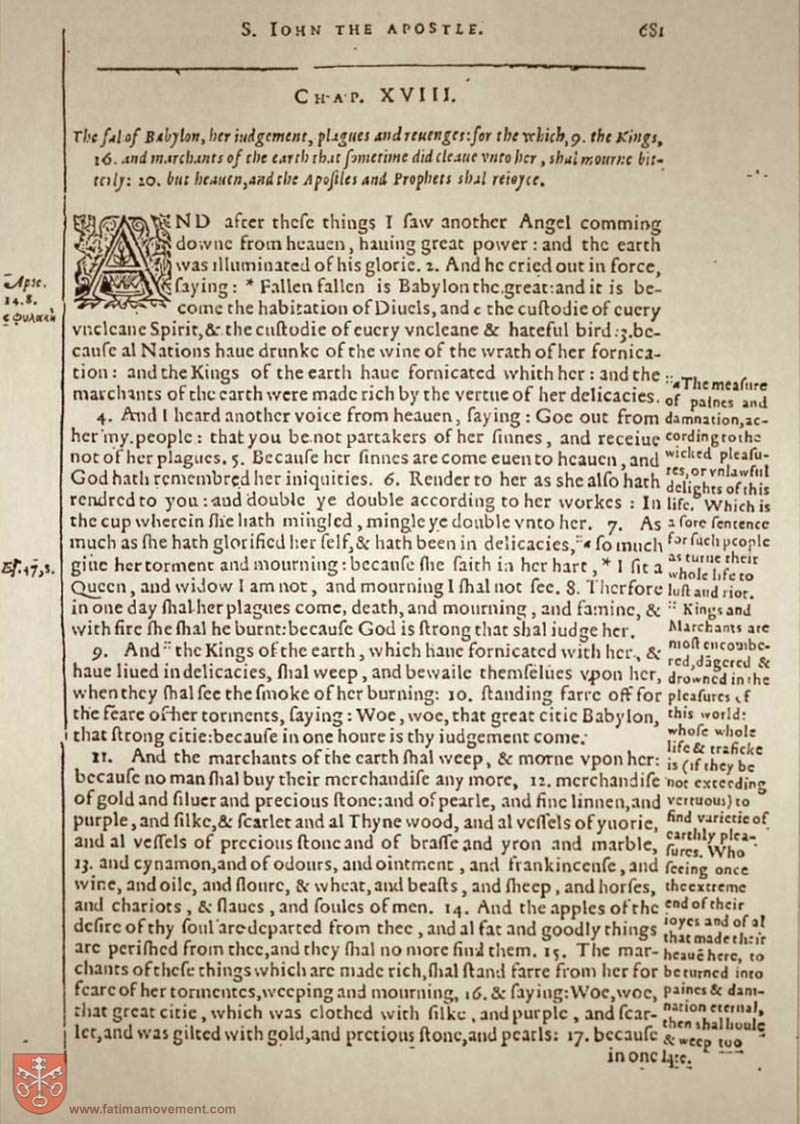 S. IOHN THE APOSTLE. 681
CHAP. XVIII.
The fal of Babylon, her iudgement, plagues and reuenges: for the which, 9. the Kings,
16. and marchants of the earth that ſometime did cleaue vnto her, ſhal mourne bit-
terly: 20. but heauen, and the Apoſtles and Prophets shal reioyce.
AND after theſe things I ſaw another Angel comming
downe from heauen, hauing great power: and the earth
was illuminated of his glorie. 2. And he cried out in force,
ſaying: * Fallen fallen is Babylon the great: and it is be-
come the habitation of Diuels, and c the cuſtodie of euery
vncleane Spirit, & the cuſtodie of euery vncleane & hateful bird: 3. be-
cauſe al Nations haue drunke of the wine of the wrath of her fornica-
tion: and the Kings of the earth haue fornicated which her: and the
marchants of the earth were made rich by the vertue of her delicacies.
4. And I heard another voice from heauen, ſaying: Goe out from
her my people: that you be not partakers of her ſinnes, and receiue
not of her plagues. 5. Becauſe her ſinnes are come euen to heauen, and
God hath remembred her iniquities. 6. Render to her as she alſo hath
rendred to you: and double ye double according to her workes: In
the cup wherein ſhe hath mingled, mingle ye double vnto her. 7. As
much as ſhe hath glorified her ſelf, & hath been in delicacies, ſo much
giue her torment and mourning: becauſe ſhe ſaith in her hart, * I ſit a
Queen, and widow I am not, and mourning I ſhal not ſee. 8. Therfore
in one day ſhal her plagues come, death, and mourning, and famine, &
with fire ſhe ſhal he burnt: becauſe God is ſtrong that shal iudge her.
9. And :: the Kings of the earth, which haue fornicated with her, &
haue liued in delicacies, ſhal weep, and bewaile themſelues vpon her,
when they ſhal ſee the ſmoke of her burning: 10. ſtanding farre off for
the feare of her torments, ſaying: Woe, woe, that great citie Babylon,
that ſtrong citie: becauſe in one houre is thy iudgement come.
11. And the marchants of the earth ſhal weep, & morne vpon her:
becauſe no man ſhal buy their merchandiſe any more, 12. merchandiſe
of gold and ſiluer and precious ſtone: and of pearle, and fine linnen, and
purple, and ſilke, & ſcarlet and al Thyne wood, and al veſſels of yuorie,
and al veſſels of precious ſtone and of braſſe and yron and marble,
13. and cynamon, and of odours, and ointment, and frankincenſe, and
wine, and oile, and floure, & wheat, and beaſts, and ſheep, and horſes,
and chariots, & ſlaues, and ſoules of men. 14. And the apples of the
deſire of thy ſoul are departed from thee, and al fat and goodly things
are periſhed from thee, and they ſhal no more find them. 15. The mar-
chants of theſe things which are made rich, ſhal ſtand farre from her for
feare of her tormentes, weeping and mourning, 16. & ſaying: Woe, woe,
that great citie, which was clothed with ſilke, and purple, and ſcar-
let, and was gilted with gold, and pretious ſtone, and pearls: 17. becauſe
in one
Apoc.
14.8.
c Φυλακὴ
Eſ. 47,8.
:: The meaſure
of paines and
damnation, ac-
cording to the
wicked pleaſu-
res, or vnlawful
delights of this
life. Which is
a ſore ſentence
for ſuch people
as turne their
whole life to
luſt and riot.
:: Kings and
Marchants are
moſt encombe-
red, dāgered &
drowned in the
pleaſures of
this world:
whoſe whole
life & traficke
is (if they be
not exceeding
vertuous) to
find varietie of
earthly plea-
ſures. Who
ſeeing once
the extreme
end of their
ioyes and of al
that made their
heauē here, to
be turned into
paines & dam-
nation eternal,
then shal houle
& weep too
late.
www.fatimamovement.com